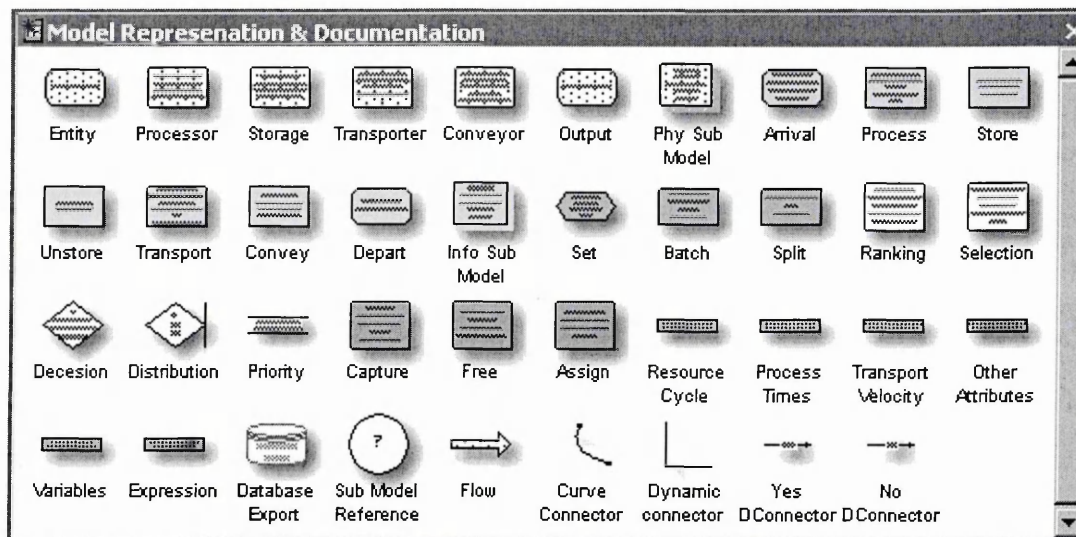 Model Represenation & Documentation
Entity Processor Storage Transporter Conveyor Output Phy Sub Model Arrival Process Store
Unstore Transport Convey Depart Info Sub Model Set Batch Split Ranking Selection
Decesion Distribution Priority Capture Free Assign Resource Cycle Process Times Transport Velocity Other Attributes
?
Variables Expression Database Export Sub Model Reference Flow Curve Connector Dynamic connector Yes DConnector No DConnector